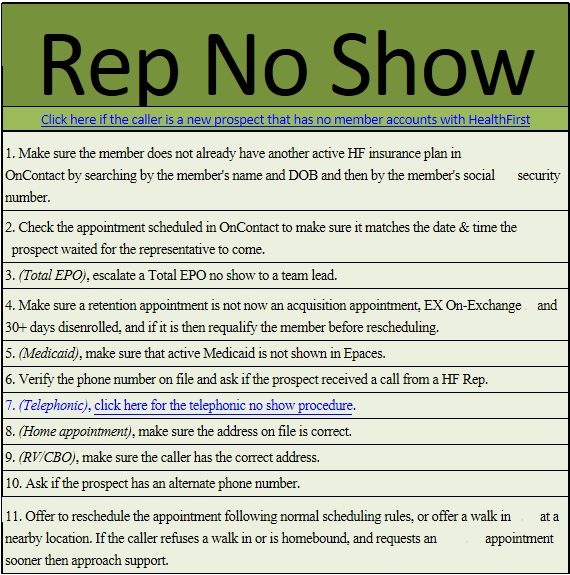 Rep No Show
Click here if the caller is a new prospect that has no member accounts with HealthFirst
1. Make sure the member does not already have another active HF insurance plan in
OnContact by searching by the member's name and DOB and then by the member's social security
number.
2. Check the appointment scheduled in OnContact to make sure it matches the date & time the
prospect waited for the representative to come.
3. (Total EPO), escalate a Total EPO no show to a team lead.
4. Make sure a retention appointment is not now an acquisition appointment, EX On-Exchange and
30+ days disenrolled, and if it is then requalify the member before rescheduling.
5. (Medicaid), make sure that active Medicaid is not shown in Epaces.
6. Verify the phone number on file and ask if the prospect received a call from a HF Rep.
7. (Telephonic), click here for the telephonic no show procedure.
8. (Home appointment), make sure the address on file is correct.
9. (RV/CBO), make sure the caller has the correct address.
10. Ask if the prospect has an alternate phone number.
11. Offer to reschedule the appointment following normal scheduling rules, or offer a walk in at a
nearby location. If the caller refuses a walk in or is homebound, and requests an appointment
sooner then approach support.